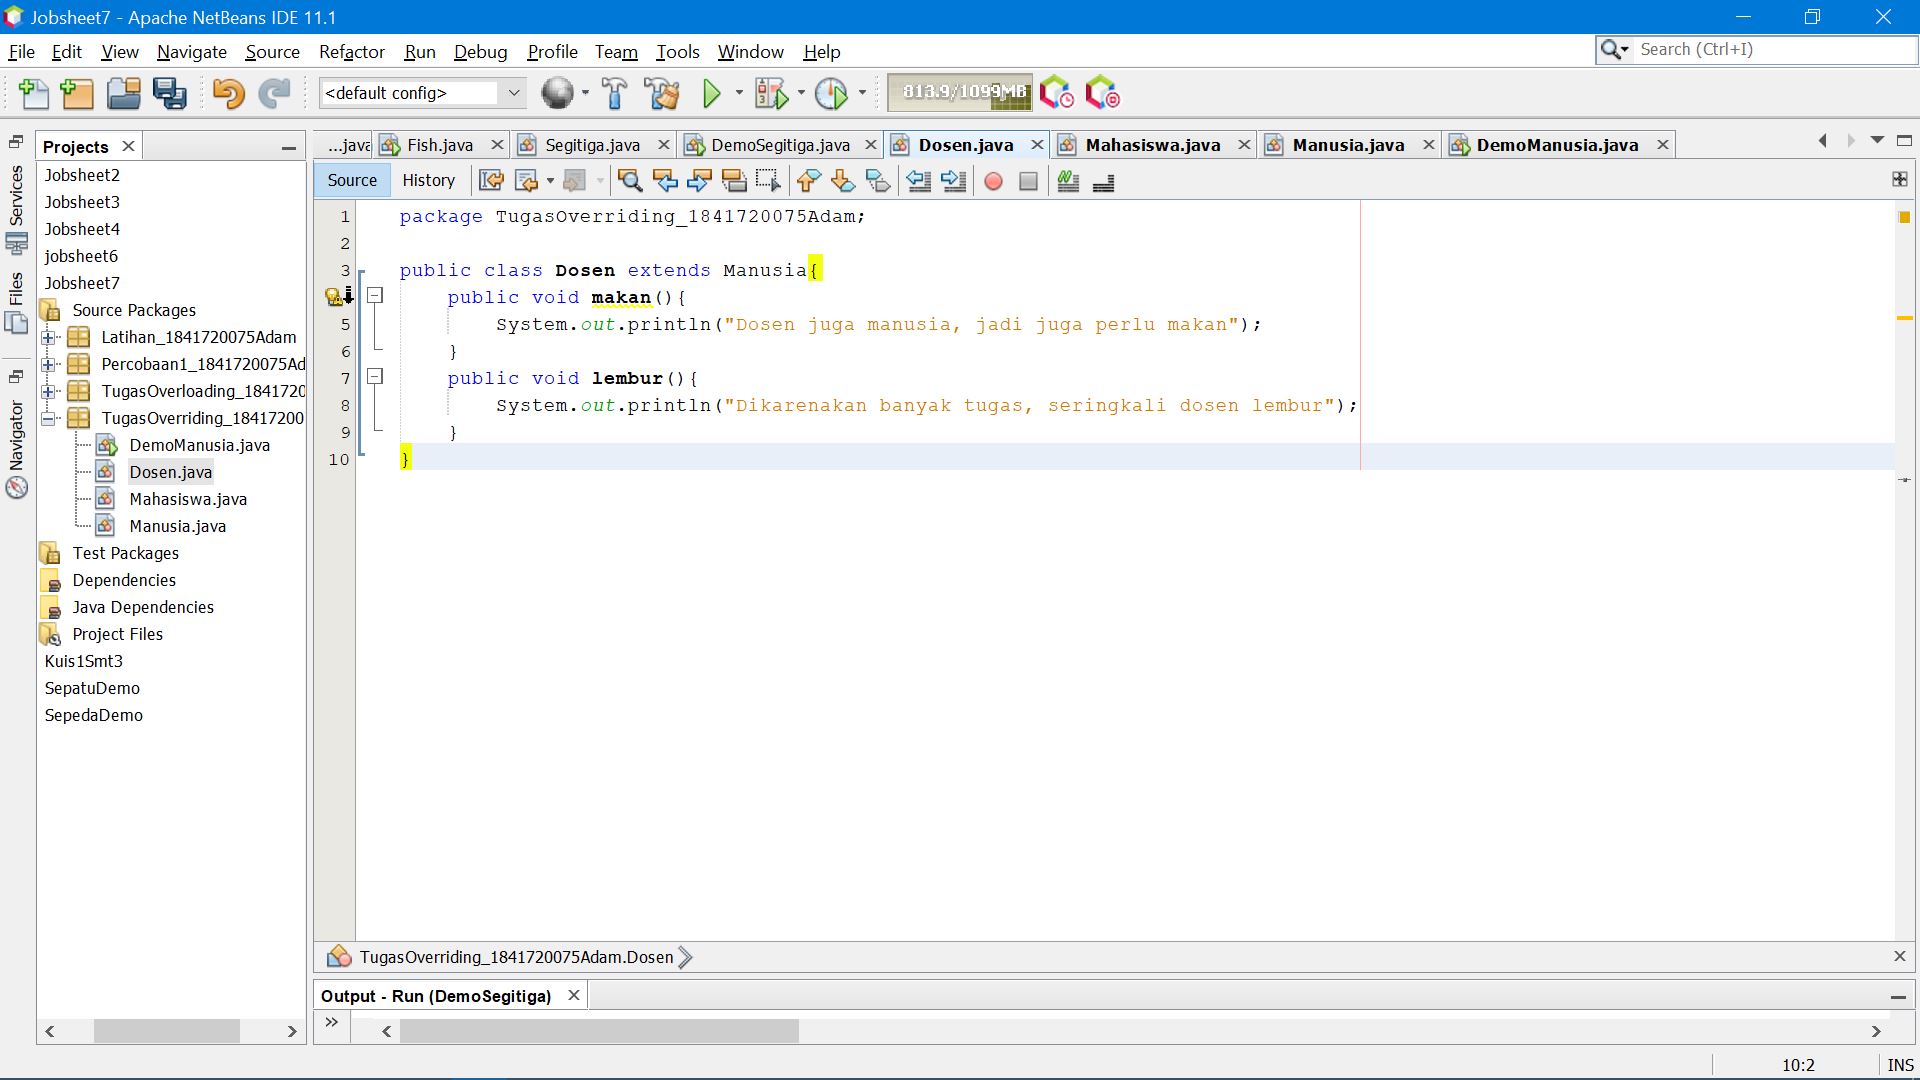 Jobsheet7 - Apache NetBeans IDE 11.1
File Edit View Navigate Source Refactor Run Debug Profile Team Tools Window Help
Search (Ctrl+I)
<default config>
813.9/1099MB
Services
Files
Navigator
Projects
Jobsheet2
Jobsheet3
Jobsheet4
jobsheet6
Jobsheet7
Source Packages
Latihan_1841720075Adam
Percobaan1_1841720075Ad
TugasOverloading_1841720
TugasOverriding_18417200
DemoManusia.java
Dosen.java
Mahasiswa.java
Manusia.java
Test Packages
Dependencies
Java Dependencies
Project Files
Kuis1Smt3
SepatuDemo
SepedaDemo
...java Fish.java Segitiga.java DemoSegitiga.java Dosen.java Mahasiswa.java Manusia.java DemoManusia.java
Source History
1 package TugasOverriding_1841720075Adam;
2
3 public class Dosen extends Manusia{
public void makan(){
5 System.out.println("Dosen juga manusia, jadi juga perlu makan");
6 }
7 public void lembur(){
8 System.out.println("Dikarenakan banyak tugas, seringkali dosen lembur");
9 }
10 }
TugasOverriding_1841720075Adam.Dosen
Output - Run (DemoSegitiga)
10:2 INS